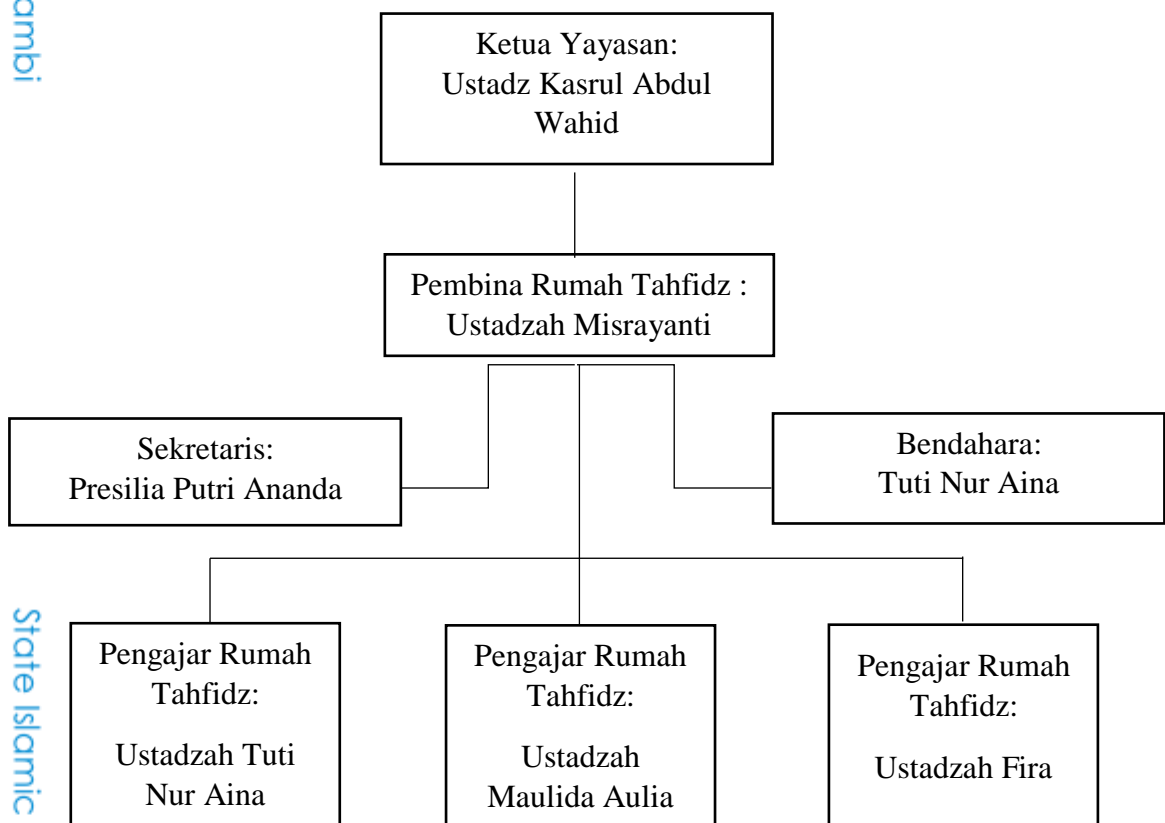 ambi
Ketua Yayasan:
Ustadz Kasrul Abdul
Wahid
Pembina Rumah Tahfidz :
Ustadzah Misrayanti
Sekretaris:
Presilia Putri Ananda
Bendahara:
Tuti Nur Aina
State Islamic
Pengajar Rumah
Tahfidz:
Ustadzah Tuti
Nur Aina
Pengajar Rumah
Tahfidz:
Ustadzah
Maulida Aulia
Pengajar Rumah
Tahfidz:
Ustadzah Fira